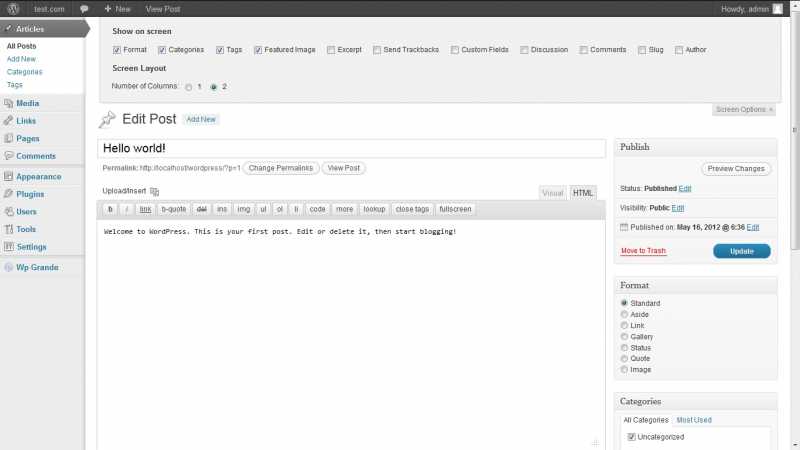 test.com + New View Post Howdy, admin
Articles
All Posts
Add New
Categories
Tags
Media
Links
Pages
Comments
Appearance
Plugins
Users
Tools
Settings
Wp Grande
Show on screen
Format Categories Tags Featured Image Excerpt Send Trackbacks Custom Fields Discussion Comments Slug Author
Screen Layout
Number of Columns: 1 2
Screen Options
Edit Post Add New
Hello world!
Permalink: http://localhost/wordpress/?p=1 Change Permalinks View Post
Upload/Insert Visual HTML
b i link b-quote del ins img ul ol li code more lookup close tags fullscreen
Welcome to WordPress. This is your first post. Edit or delete it, then start blogging!
Publish
Preview Changes
Status: Published Edit
Visibility: Public Edit
Published on: May 16, 2012 @ 6:36 Edit
Move to Trash Update
Format
Standard
Aside
Link
Gallery
Status
Quote
Image
Categories
All Categories Most Used
Uncategorized